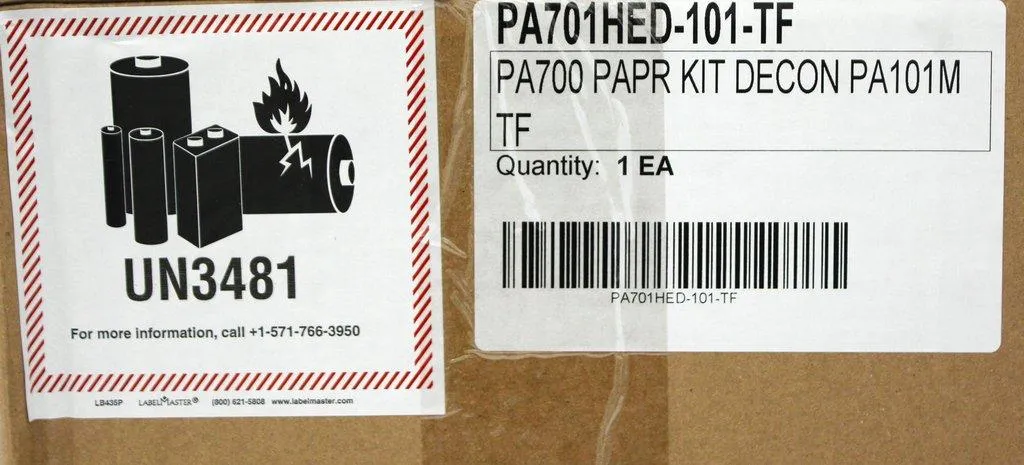 UN3481
For more information, call +1-571-766-3950
LB435P LABELMASTER® (800) 621-5808 www.labelmaster.com
PA701HED-101-TF
PA700 PAPR KIT DECON PA101M
TF
Quantity: 1 EA
PA701HED-101-TF